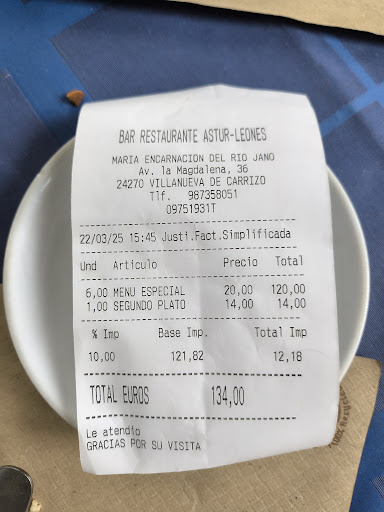 BAR RESTAURANTE ASTUR-LEONES
MARIA ENCARNACION DEL RIO JANO
Av. la Magdalena, 36
24270 VILLANUEVA DE CARRIZO
Tlf. 987358051
09751931T
22/03/25 15:45 Justi.Fact.Simplificada
Und Articulo Precio Total
6,00 MENU ESPECIAL 20,00 120,00
1,00 SEGUNDO PLATO 14,00 14,00
% Imp Base Imp. Total Imp
10,00 121,82 12,18
TOTAL EUROS 134,00
Le atendio
GRACIAS POR SU VISITA
100% Recycled